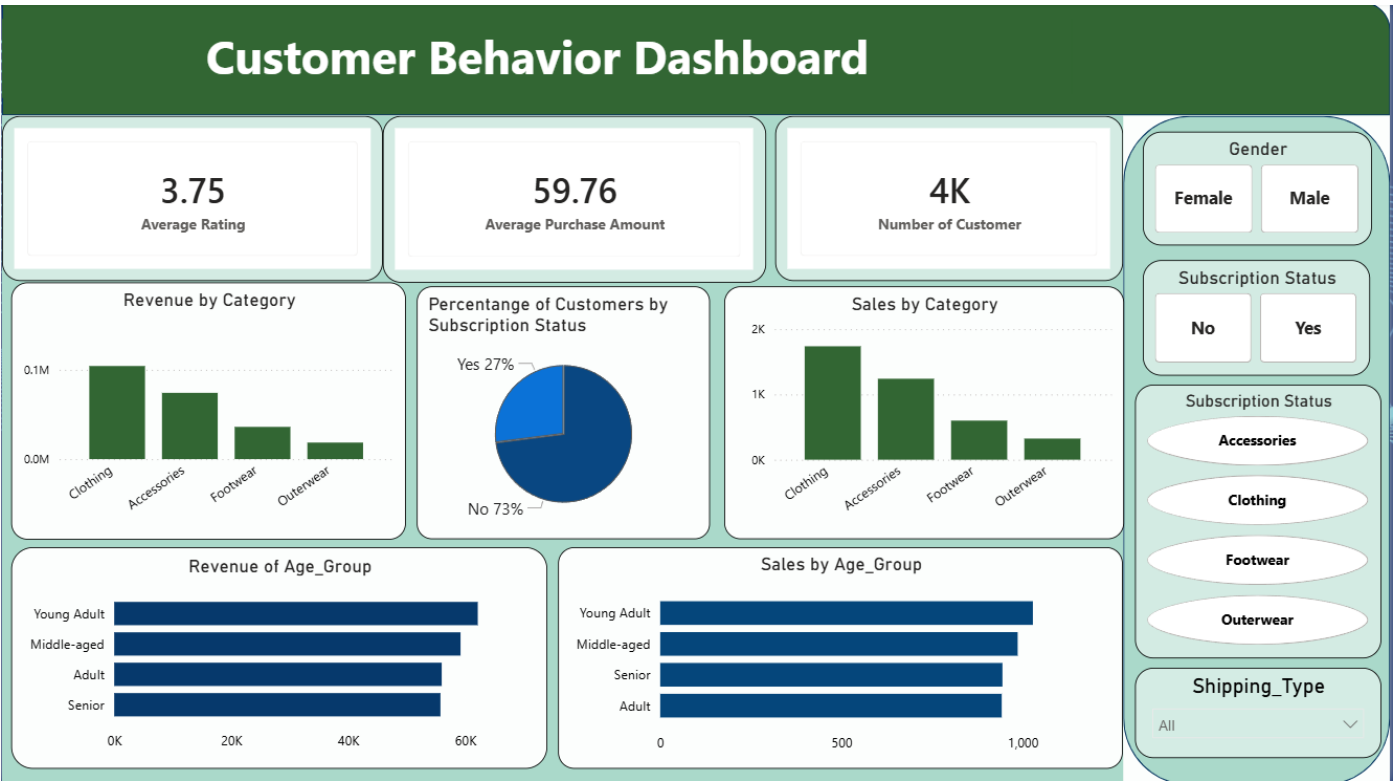 Customer Behavior Dashboard
3.75
Average Rating
59.76
Average Purchase Amount
4K
Number of Customer
Gender
Female
Male
Subscription Status
No
Yes
Subscription Status
Accessories
Clothing
Footwear
Outerwear
Shipping_Type
All
Revenue by Category
0.1M
0.0M
Clothing
Accessories
Footwear
Outerwear
Percentange of Customers by
Subscription Status
Yes 27%
No 73%
Sales by Category
2K
1K
0K
Clothing
Accessories
Footwear
Outerwear
Revenue of Age_Group
Young Adult
Middle-aged
Adult
Senior
0K
20K
40K
60K
Sales by Age_Group
Young Adult
Middle-aged
Senior
Adult
0
500
1,000